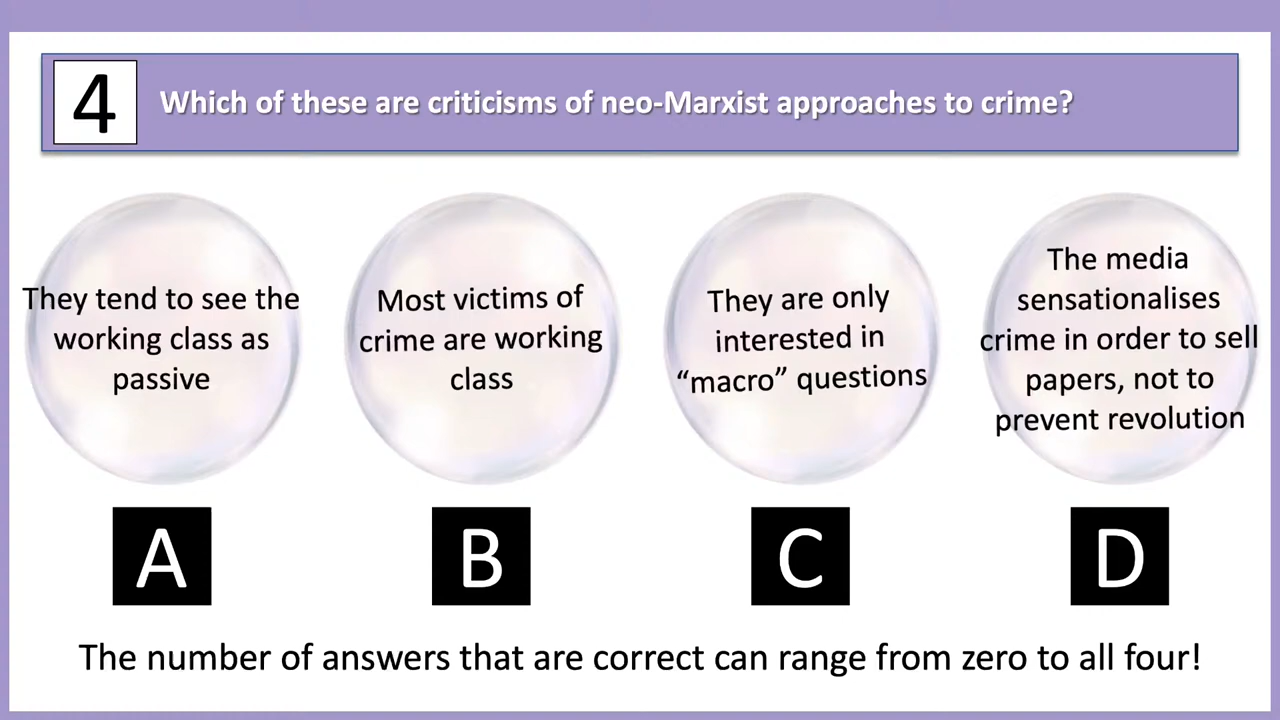 4
Which of these are criticisms of neo-Marxist approaches to crime?
They tend to see the
working class as
passive
Most victims of
crime are working
class
They are only
interested in
“macro” questions
The media
sensationalises
crime in order to sell
papers, not to
prevent revolution
A
B
C
D
The number of answers that are correct can range from zero to all four!